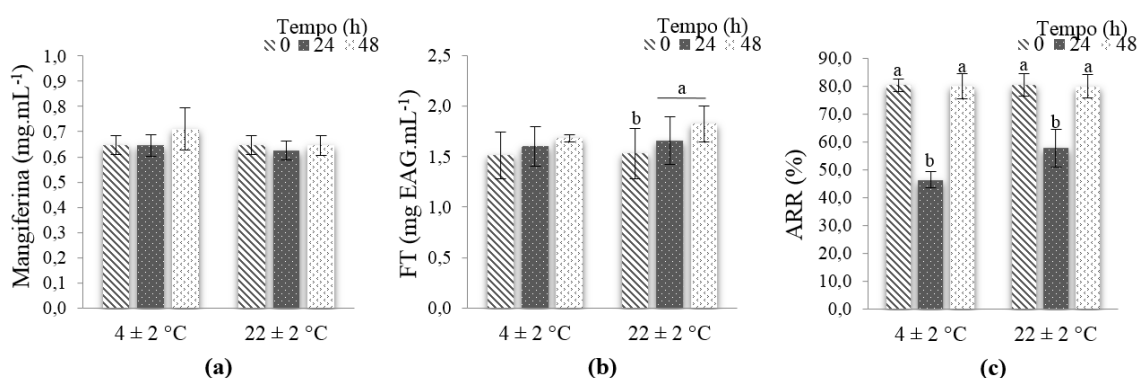 Tempo (h)
0 24 48
Mangiferina (mg.mL-1)
1,0
0,9
0,8
0,7
0,6
0,5
0,4
0,3
0,2
0,1
0,0
4 ± 2 °C 22 ± 2 °C
(a)
Tempo (h)
0 24 48
FT (mg EAG.mL-1)
2,5
2,0
1,5
1,0
0,5
0,0
b a
4 ± 2 °C 22 ± 2 °C
(b)
Tempo (h)
0 24 48
ARR (%)
90,0
80,0
70,0
60,0
50,0
40,0
30,0
20,0
10,0
0,0
a b a a b a
4 ± 2 °C 22 ± 2 °C
(c)